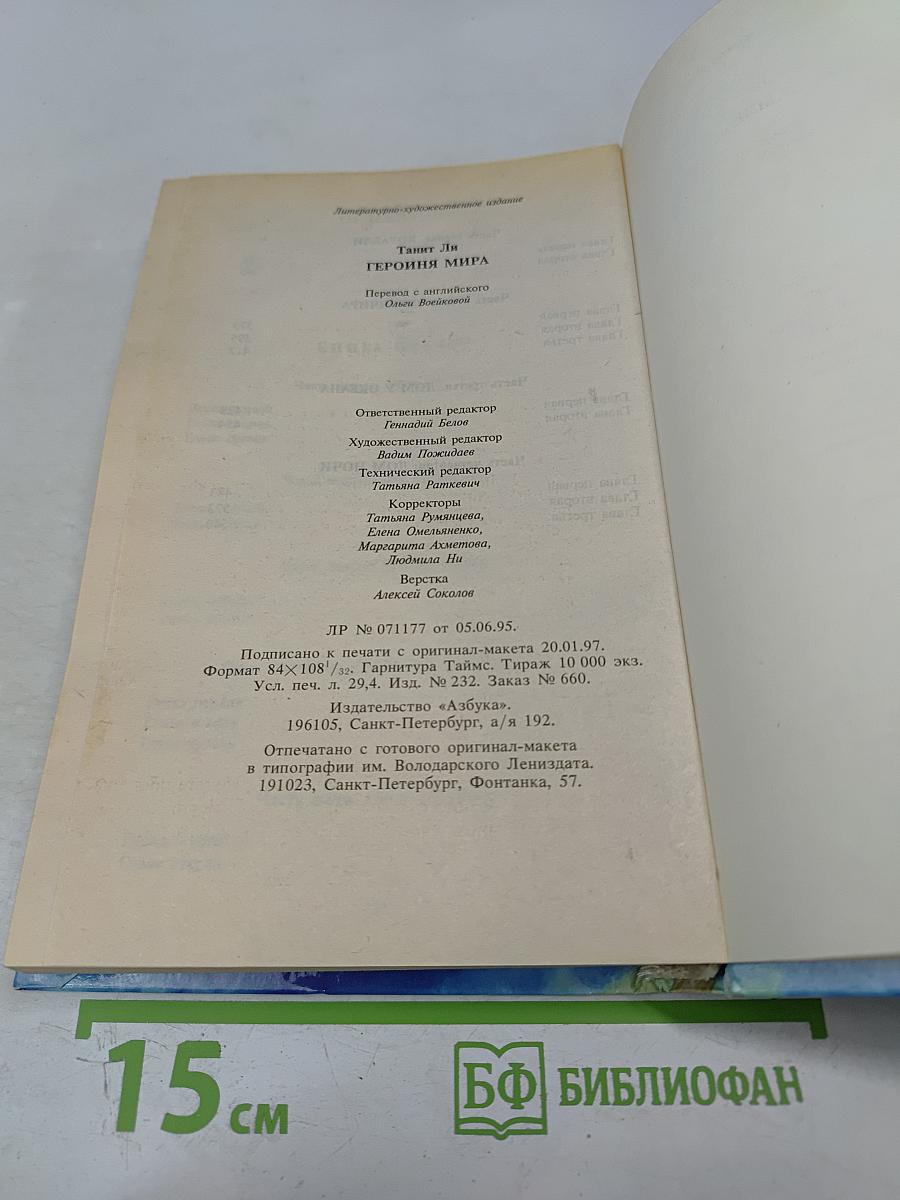 Литературно-художественное издание
Танит Ли
ГЕРОИНЯ МИРА
Перевод с английского
Ольги Воейковой
Ответственный редактор
Геннадий Белов
Художественный редактор
Вадим Пожидаев
Технический редактор
Татьяна Раткевич
Корректоры
Татьяна Румянцева,
Елена Омельяненко,
Маргарита Ахметова,
Людмила Ни
Верстка
Алексей Соколов
ЛР № 071177 от 05.06.95.
Подписано к печати с оригинал-макета 20.01.97.
Формат 84×108 1/32. Гарнитура Таймс. Тираж 10 000 экз.
Усл. печ. л. 29,4. Изд. № 232. Заказ № 660.
Издательство «Азбука».
196105, Санкт-Петербург, а/я 192.
Отпечатано с готового оригинал-макета
в типографии им. Володарского Лениздата.
191023, Санкт-Петербург, Фонтанка, 57.
15 см
БФ БИБЛИОФАН